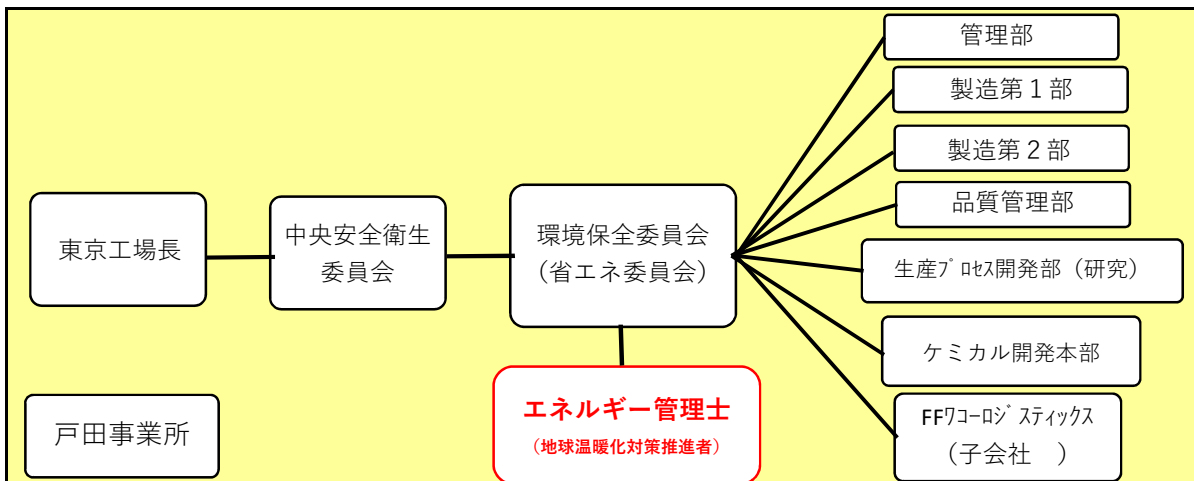 東京工場長
中央安全衛生
委員会
環境保全委員会
(省エネ委員会)
エネルギー管理士
(地球温暖化対策推進者)
戸田事業所
管理部
製造第1部
製造第2部
品質管理部
生産ﾌﾟﾛｾｽ開発部（研究）
ケミカル開発本部
FFﾜｺｰﾛｼﾞｽティックス
（子会社　）